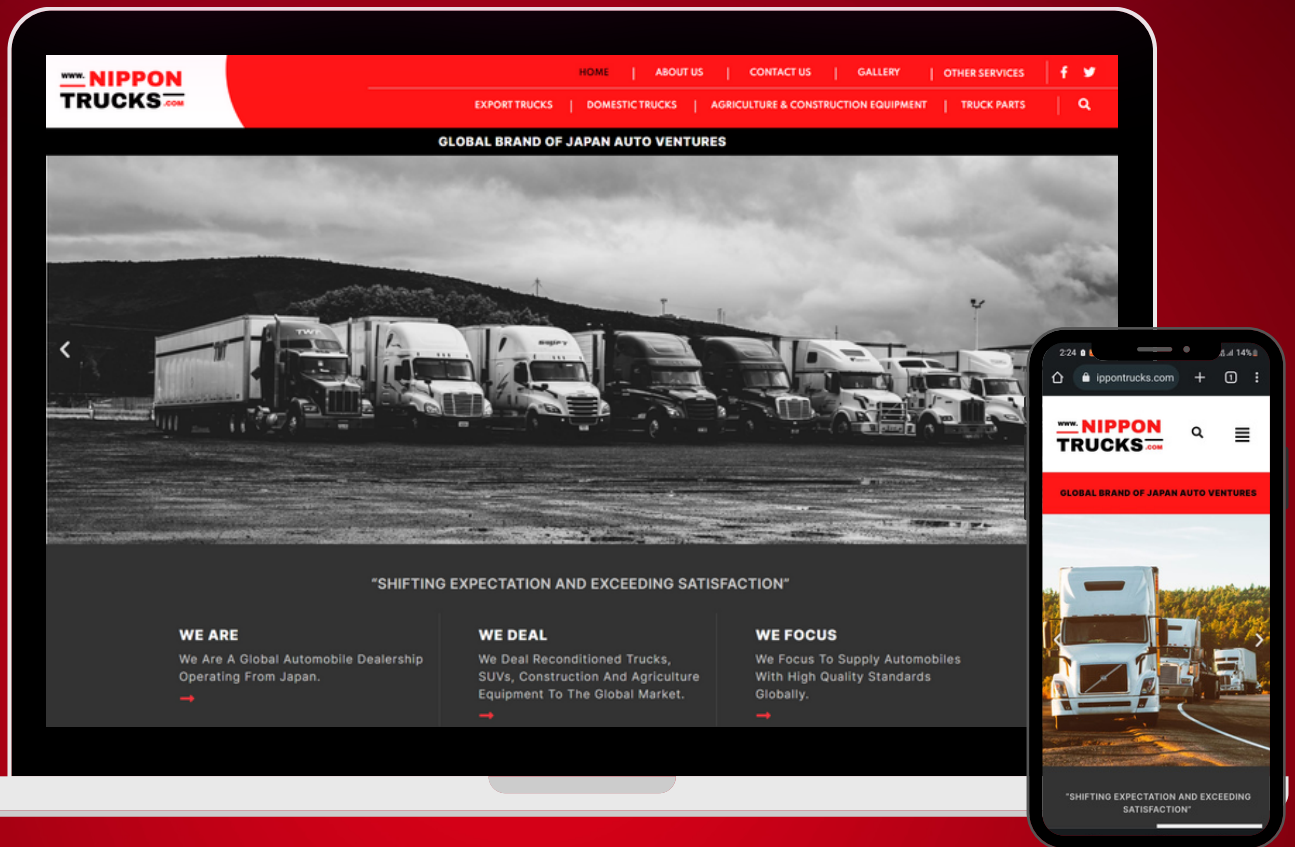 www. NIPPON
TRUCKS .COM
HOME | ABOUT US | CONTACT US | GALLERY | OTHER SERVICES
EXPORT TRUCKS | DOMESTIC TRUCKS | AGRICULTURE & CONSTRUCTION EQUIPMENT | TRUCK PARTS
GLOBAL BRAND OF JAPAN AUTO VENTURES
SWIFT
"SHIFTING EXPECTATION AND EXCEEDING SATISFACTION"
WE ARE
We Are A Global Automobile Dealership
Operating From Japan.
WE DEAL
We Deal Reconditioned Trucks,
SUVs, Construction And Agriculture
Equipment To The Global Market.
WE FOCUS
We Focus To Supply Automobiles
With High Quality Standards
Globally.
2:24 14%
ippontrucks.com 1
www. NIPPON
TRUCKS .COM
GLOBAL BRAND OF JAPAN AUTO VENTURES
"SHIFTING EXPECTATION AND EXCEEDING
SATISFACTION"